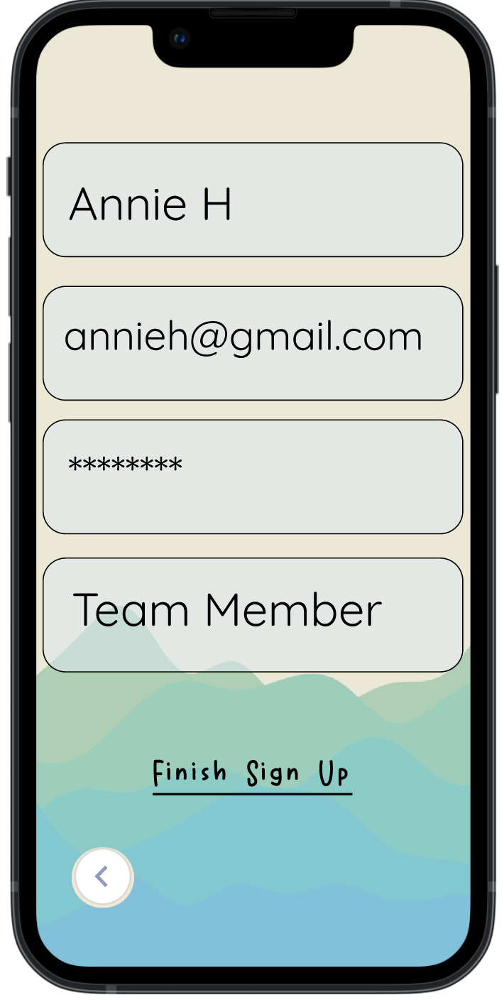 Annie H
annieh@gmail.com
********
Team Member
Finish Sign Up